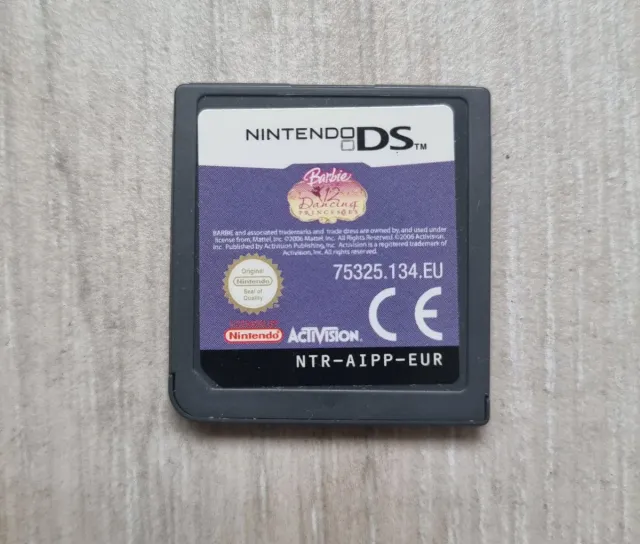 NINTENDO DS™
Barbie
12
Dancing
PRINCESSES
BARBIE and associated trademarks and trade dress are owned by, and used under
license from, Mattel, Inc. ©2006 Mattel, Inc. All Rights Reserved. ©2006 Activision,
Inc. Published by Activision Publishing, Inc. Activision is a registered trademark of
Activision, Inc. All rights reserved.
75325.134.EU
Original
Nintendo
Seal of
Quality
Nintendo
ACTIVISION.
CE
NTR-AIPP-EUR